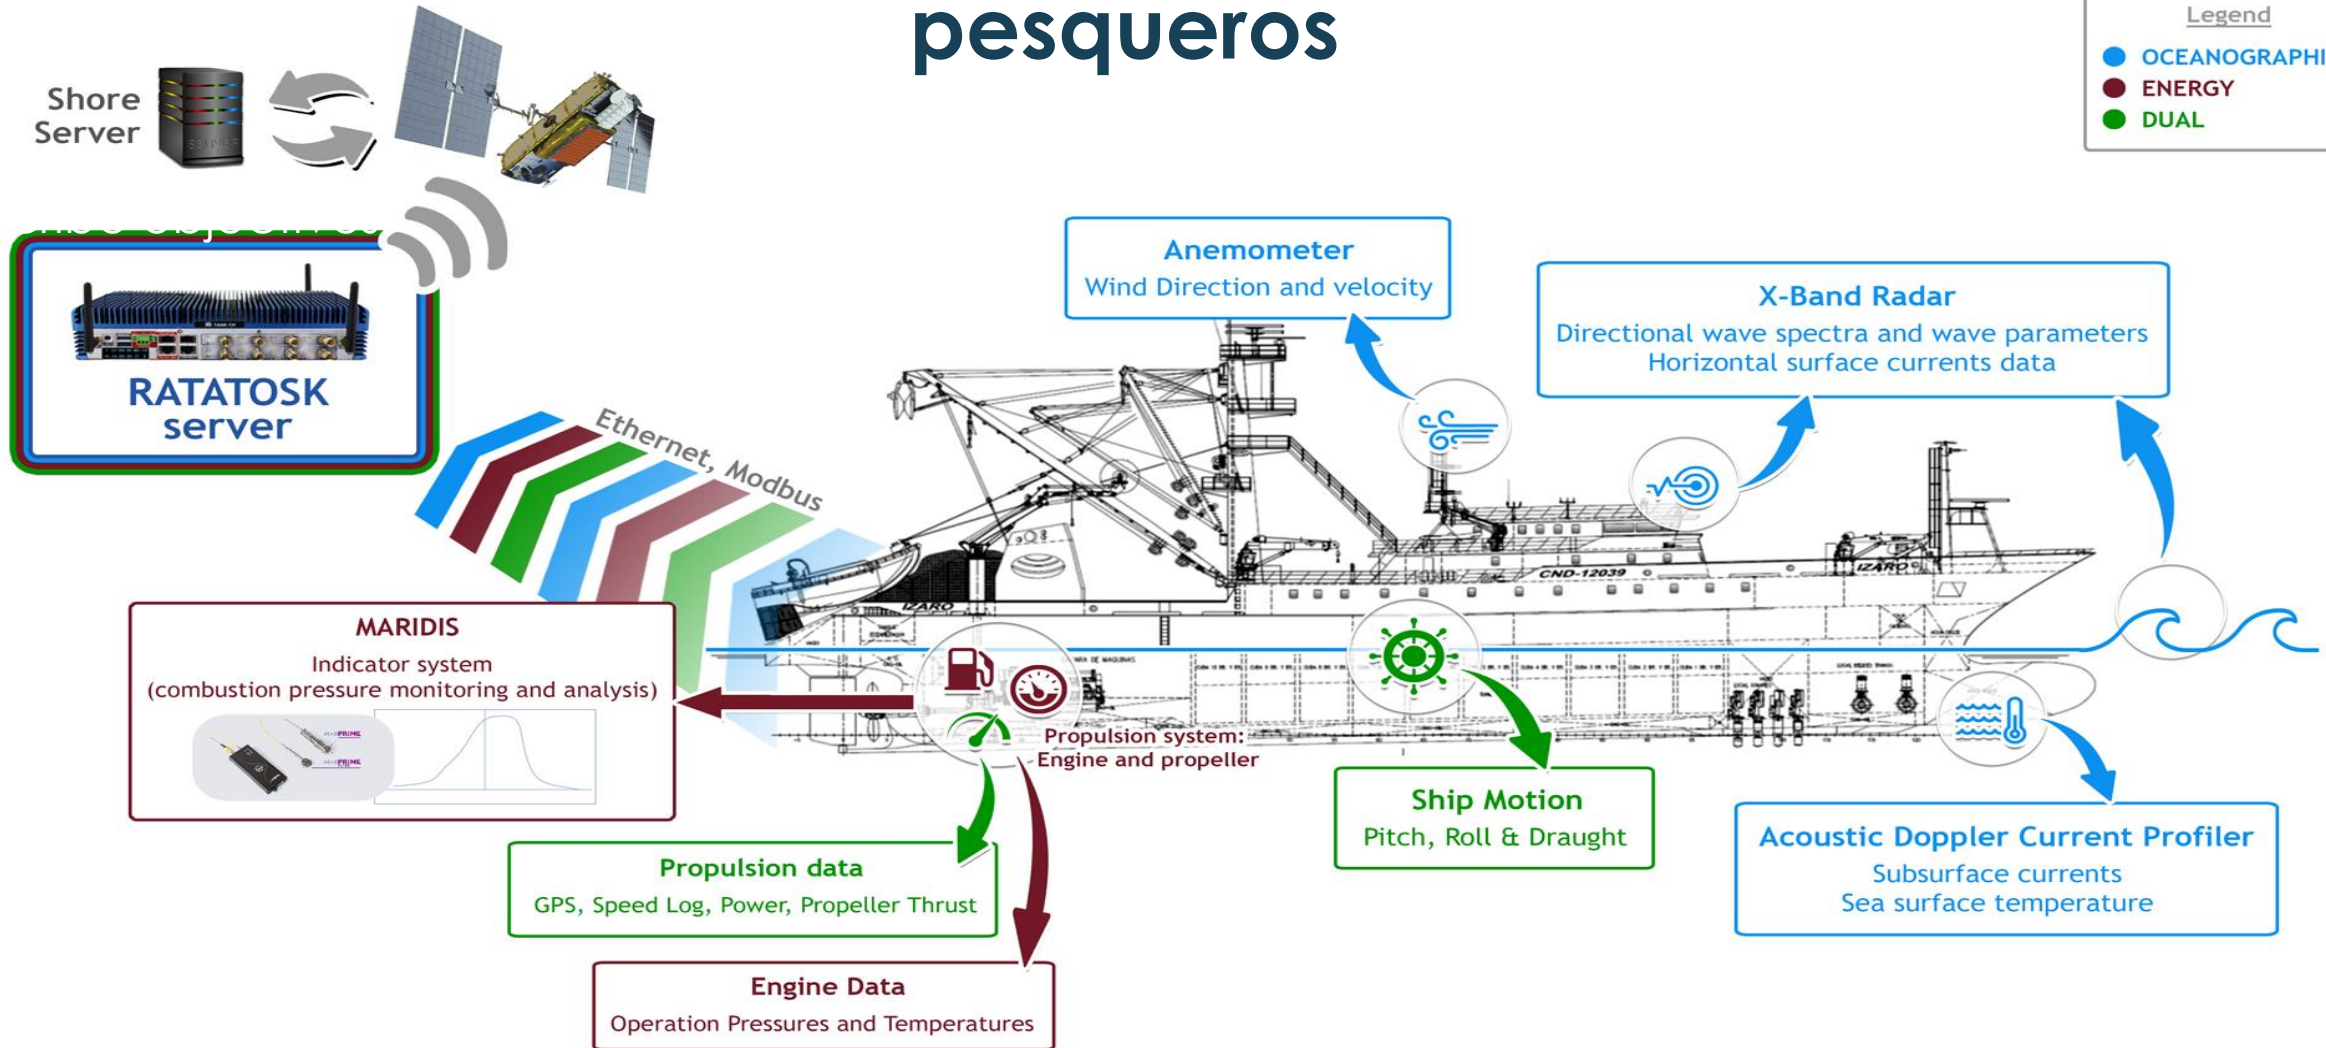 pesqueros
Legend
OCEANOGRAPHI
ENERGY
DUAL
Shore
Server
RATATOSK
server
Ethernet, Modbus
Anemometer
Wind Direction and velocity
X-Band Radar
Directional wave spectra and wave parameters
Horizontal surface currents data
CND-12039
IZARO
IZARO
MARIDIS
Indicator system
(combustion pressure monitoring and analysis)
Propulsion system:
Engine and propeller
Ship Motion
Pitch, Roll & Draught
Acoustic Doppler Current Profiler
Subsurface currents
Sea surface temperature
Propulsion data
GPS, Speed Log, Power, Propeller Thrust
Engine Data
Operation Pressures and Temperatures